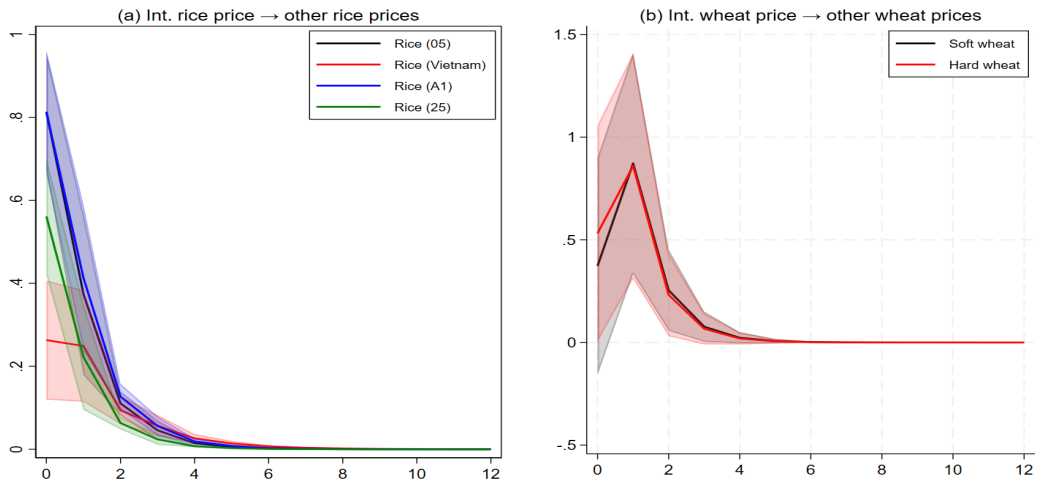 (a) Int. rice price → other rice prices
1
.8
.6
.4
.2
0
0 2 4 6 8 10 12
Rice (05)
Rice (Vietnam)
Rice (A1)
Rice (25)
(b) Int. wheat price → other wheat prices
1.5
1
.5
0
-.5
0 2 4 6 8 10 12
Soft wheat
Hard wheat